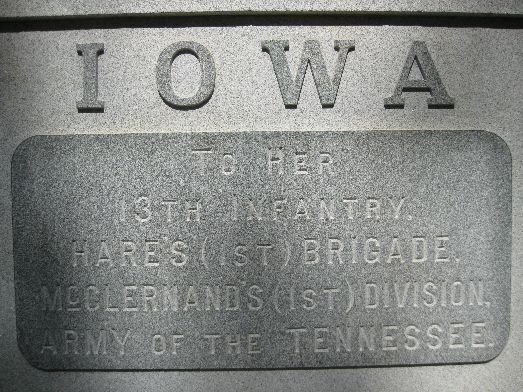 IOWA
TO HER
13TH INFANTRY.
HARE'S (1ST) BRIGADE.
MCCLERNAND'S (1ST) DIVISION,
ARMY OF THE TENNESSEE.